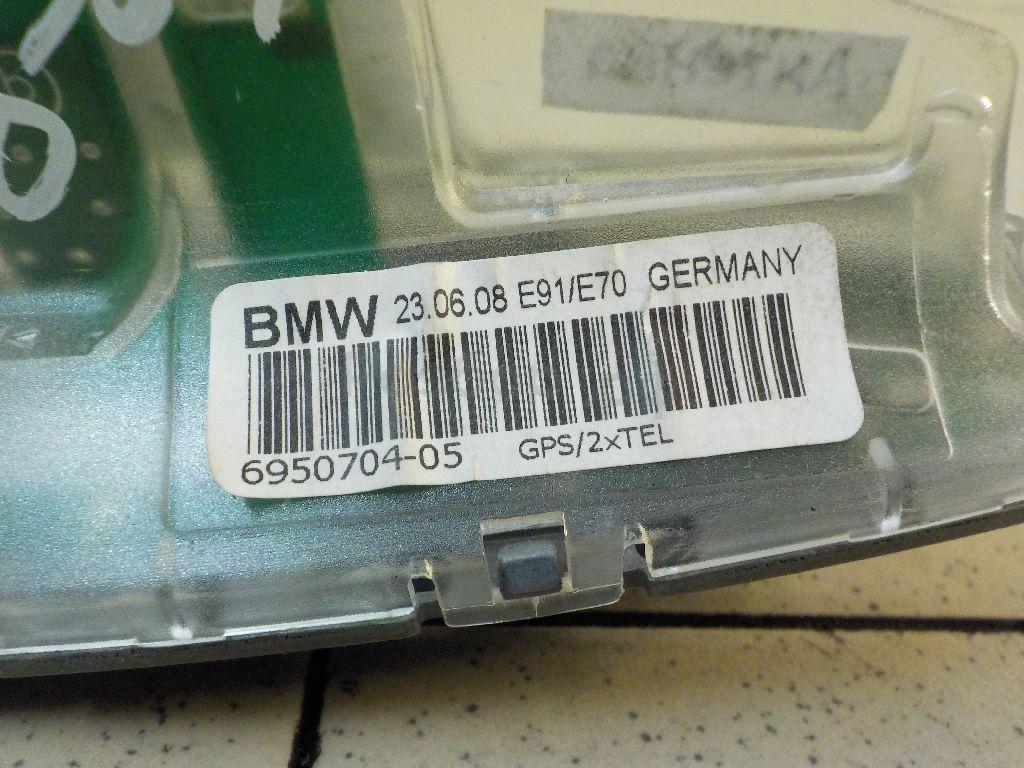 BMW 23.06.08 E91/E70 GERMANY
6950704-05 GPS/2xTEL